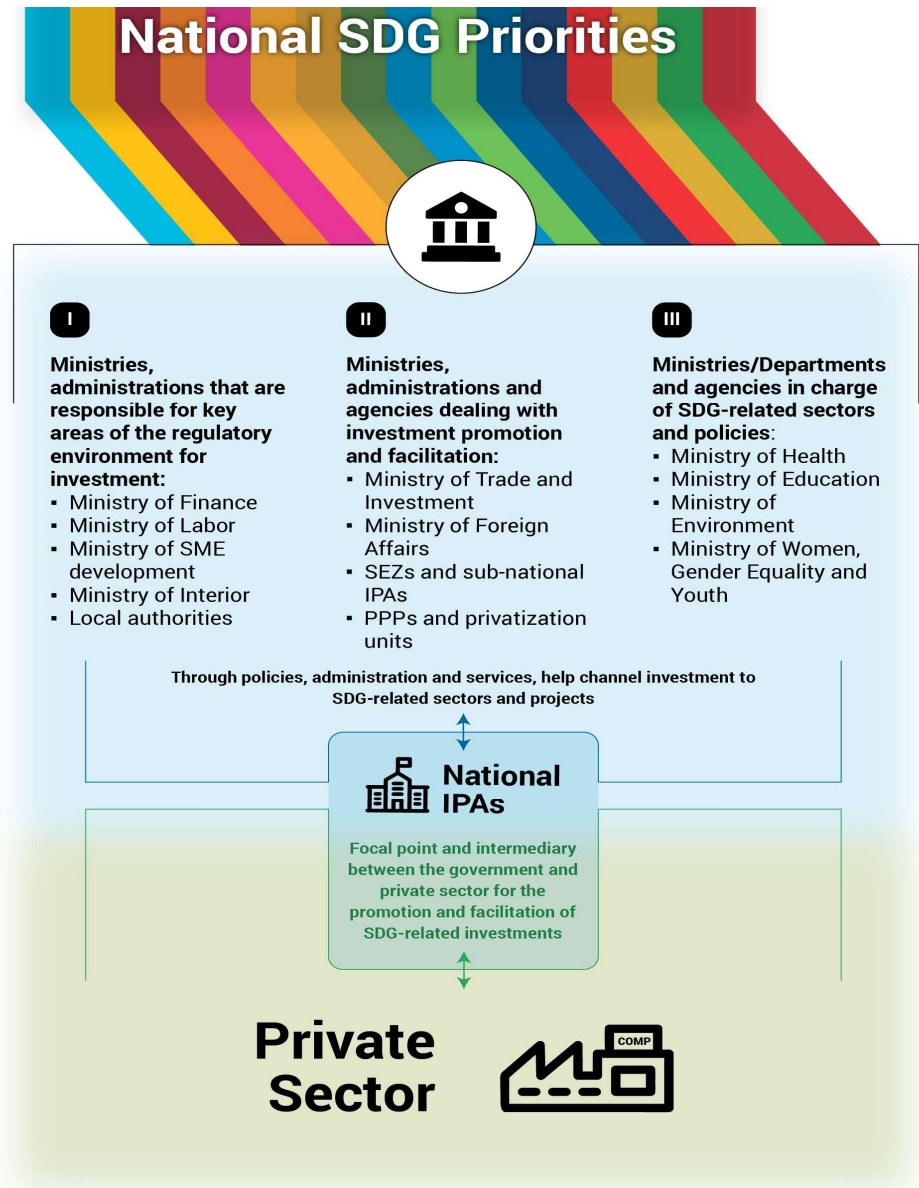 National SDG Priorities
I
Ministries,
administrations that are
responsible for key
areas of the regulatory
environment for
investment:
▪ Ministry of Finance
▪ Ministry of Labor
▪ Ministry of SME
development
▪ Ministry of Interior
▪ Local authorities
II
Ministries,
administrations and
agencies dealing with
investment promotion
and facilitation:
▪ Ministry of Trade and
Investment
▪ Ministry of Foreign
Affairs
▪ SEZs and sub-national
IPAs
▪ PPPs and privatization
units
III
Ministries/Departments
and agencies in charge
of SDG-related sectors
and policies:
▪ Ministry of Health
▪ Ministry of Education
▪ Ministry of
Environment
▪ Ministry of Women,
Gender Equality and
Youth
Through policies, administration and services, help channel investment to
SDG-related sectors and projects
National
IPAs
Focal point and intermediary
between the government and
private sector for the
promotion and facilitation of
SDG-related investments
Private
Sector
COMP